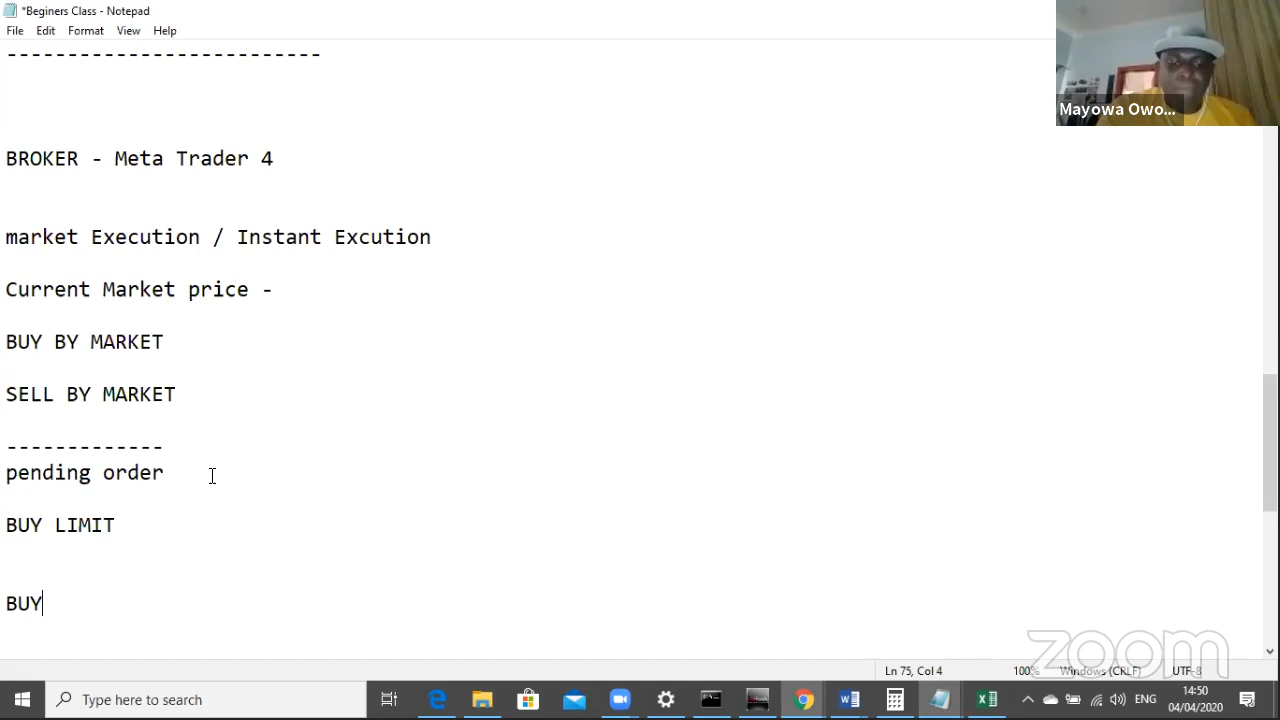 *Beginers Class - Notepad
File Edit Format View Help
--------------------------
Mayowa Owo...
BROKER - Meta Trader 4
market Execution / Instant Excution
Current Market price -
BUY BY MARKET
SELL BY MARKET
-------------
pending order
BUY LIMIT
BUY
zoom
Ln 75, Col 4 100% Windows (CRLF) UTF-8
Type here to search
ENG
14:50
04/04/2020